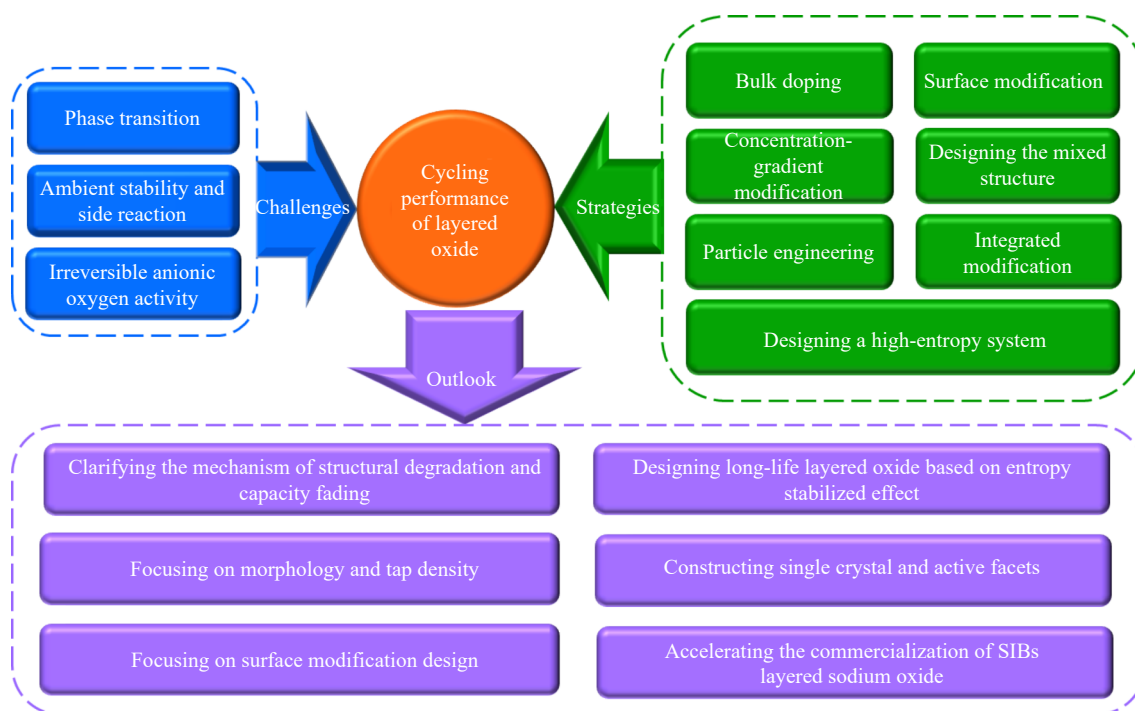 Phase transition
Ambient stability and
side reaction
Irreversible anionic
oxygen activity
Challenges
Cycling
performance
of layered
oxide
Strategies
Bulk doping
Surface modification
Concentration-
gradient
modification
Designing the mixed
structure
Particle engineering
Integrated
modification
Designing a high-entropy system
Outlook
Clarifying the mechanism of structural degradation and
capacity fading
Designing long-life layered oxide based on entropy
stabilized effect
Focusing on morphology and tap density
Constructing single crystal and active facets
Focusing on surface modification design
Accelerating the commercialization of SIBs
layered sodium oxide